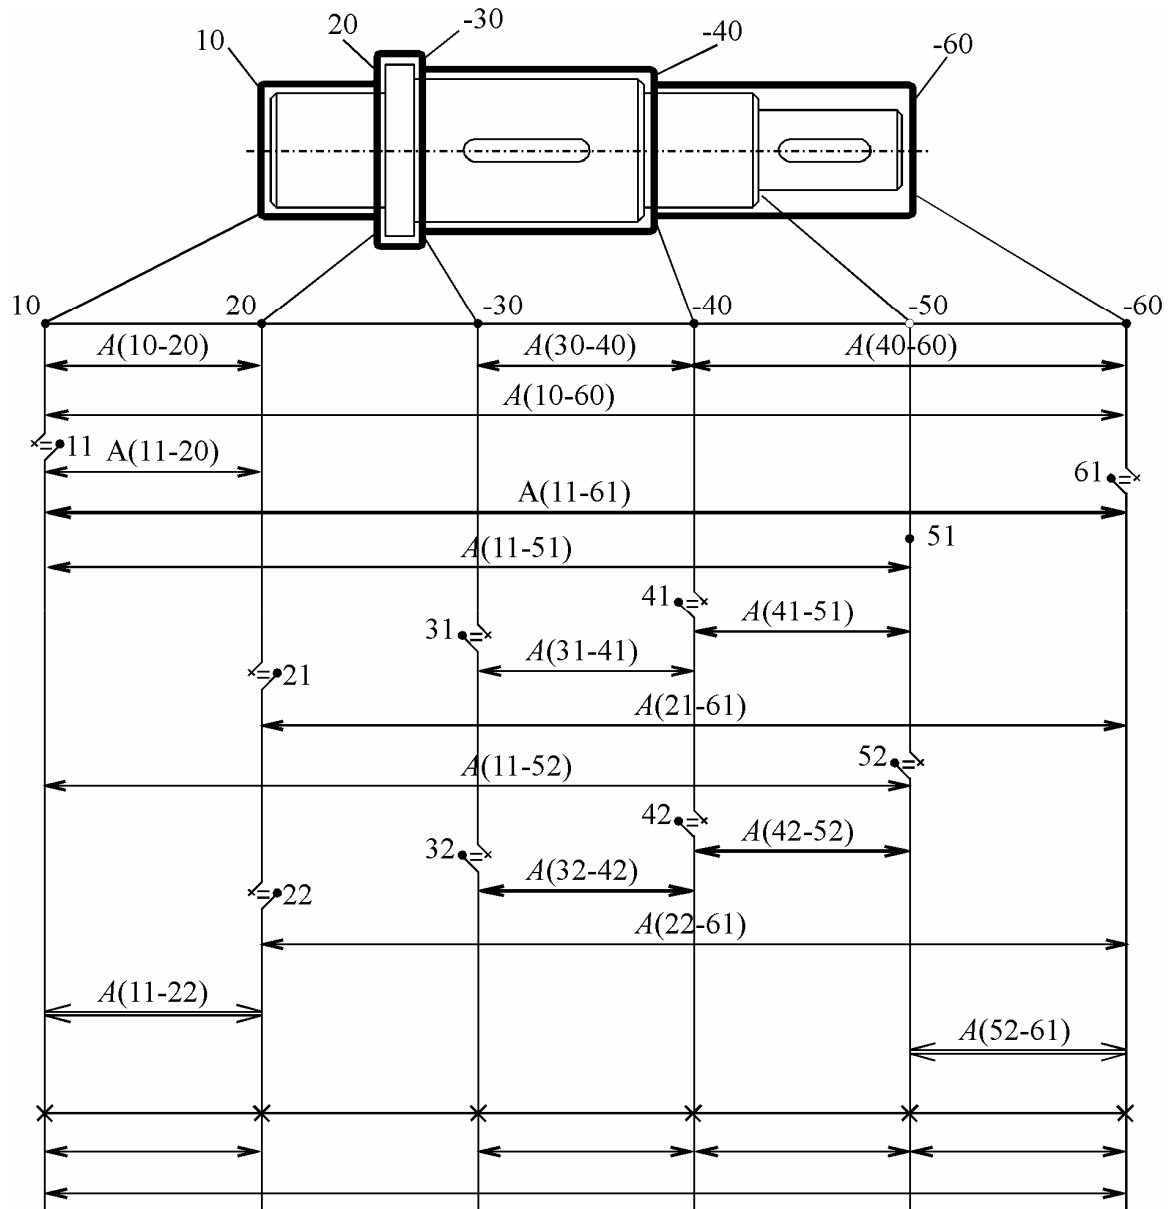 10 20 -30 -40 -60
10 20 -30 -40 -50 -60
A(10-20) A(30-40) A(40-60)
A(10-60)
11
A(11-20)
61
A(11-61)
51
A(11-51)
41
A(41-51)
31
A(31-41)
21
A(21-61)
52
A(11-52)
42
A(42-52)
32
A(32-42)
22
A(22-61)
A(11-22)
A(52-61)